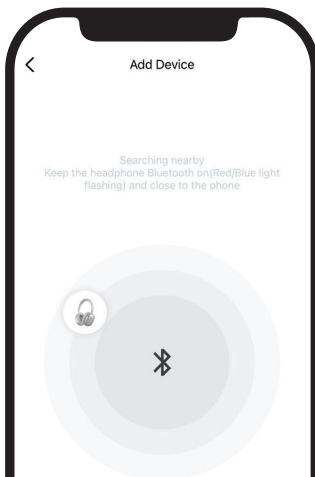 Add Device
Searching nearby
Keep the headphone Bluetooth on(Red/Blue light
flashing) and close to the phone